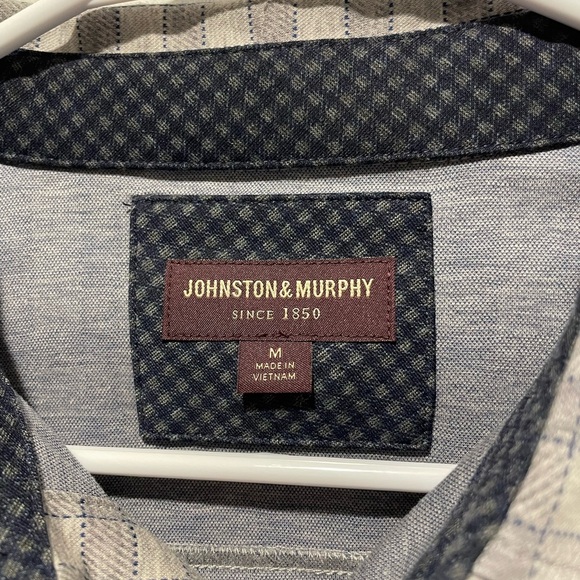 JOHNSTON & MURPHY
SINCE 1850
M
MADE IN
VIETNAM